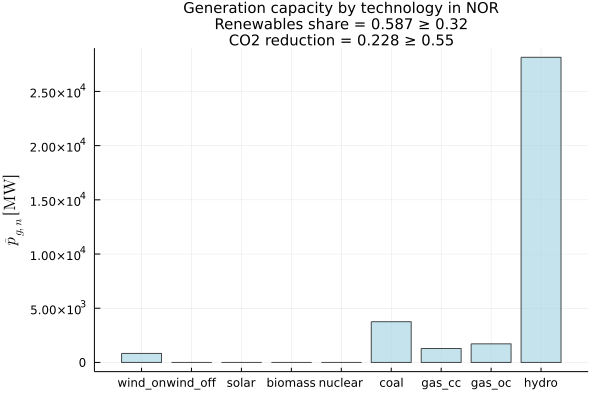 Generation capacity by technology in NOR
Renewables share = 0.587 ≥ 0.32
CO2 reduction = 0.228 ≥ 0.55
p̄g,n [MW]
2.50×10⁴
2.00×10⁴
1.50×10⁴
1.00×10⁴
5.00×10³
0
wind_on wind_off solar biomass nuclear coal gas_cc gas_oc hydro